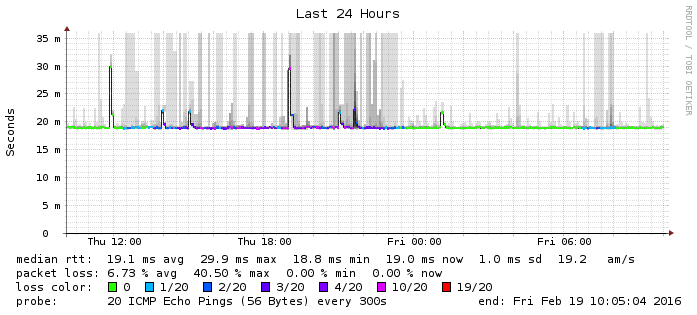 Last 24 Hours
RRDTOOL / TOBI OETIKER
Seconds
35 m
30 m
25 m
20 m
15 m
10 m
5 m
0
Thu 12:00 Thu 18:00 Fri 00:00 Fri 06:00
median rtt: 19.1 ms avg 29.9 ms max 18.8 ms min 19.0 ms now 1.0 ms sd 19.2 am/s
packet loss: 6.73 % avg 40.50 % max 0.00 % min 0.00 % now
loss color: 0 1/20 2/20 3/20 4/20 10/20 19/20
probe: 20 ICMP Echo Pings (56 Bytes) every 300s end: Fri Feb 19 10:05:04 2016